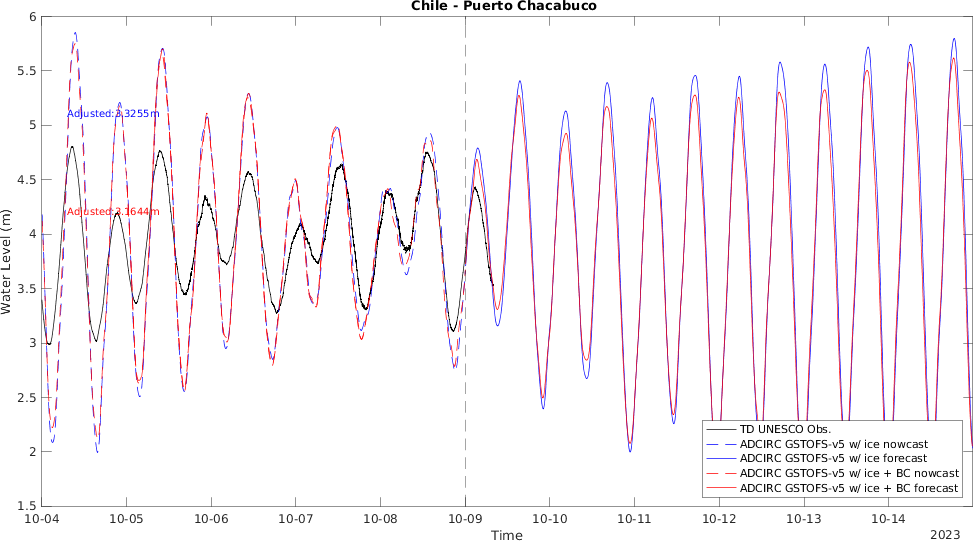 Chile - Puerto Chacabuco
Water Level (m)
6
5.5
5
4.5
4
3.5
3
2.5
2
1.5
Adjusted:3.3255m
Adjusted:3.1644m
TD UNESCO Obs.
ADCIRC GSTOFS-v5 w/ ice nowcast
ADCIRC GSTOFS-v5 w/ ice forecast
ADCIRC GSTOFS-v5 w/ ice + BC nowcast
ADCIRC GSTOFS-v5 w/ ice + BC forecast
10-04 10-05 10-06 10-07 10-08 10-09 10-10 10-11 10-12 10-13 10-14
Time
2023